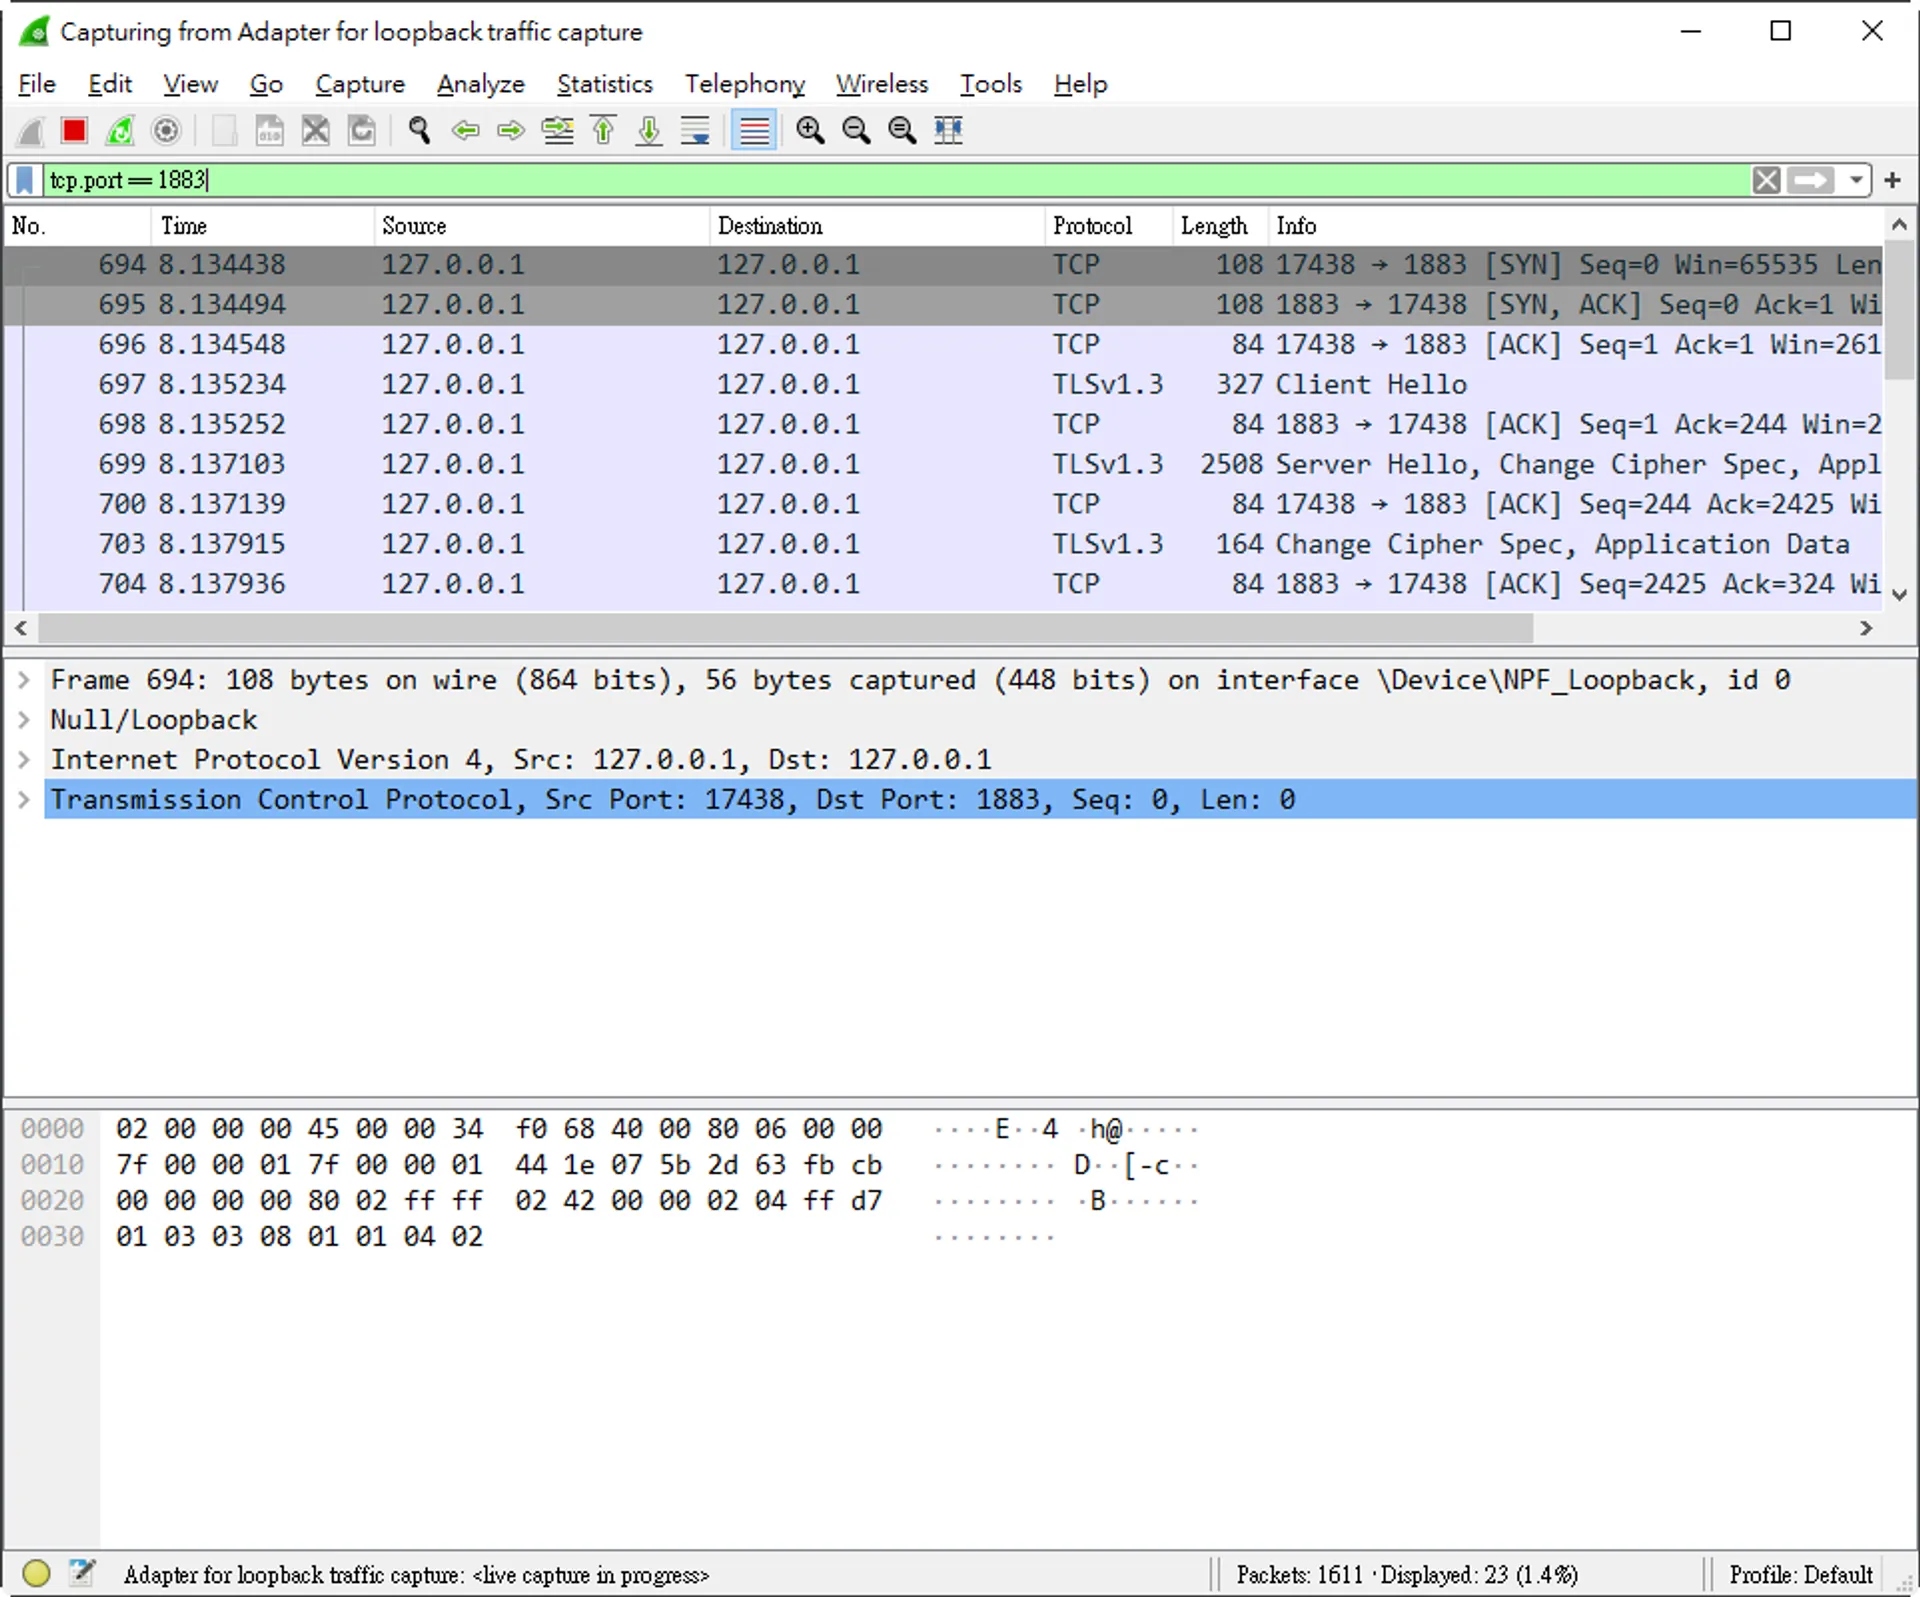 Capturing from Adapter for loopback traffic capture
File Edit View Go Capture Analyze Statistics Telephony Wireless Tools Help
tcp.port == 1883
No. Time Source Destination Protocol Length Info
694 8.134438 127.0.0.1 127.0.0.1 TCP 108 17438 → 1883 [SYN] Seq=0 Win=65535 Len
695 8.134494 127.0.0.1 127.0.0.1 TCP 108 1883 → 17438 [SYN, ACK] Seq=0 Ack=1 Wi
696 8.134548 127.0.0.1 127.0.0.1 TCP 84 17438 → 1883 [ACK] Seq=1 Ack=1 Win=261
697 8.135234 127.0.0.1 127.0.0.1 TLSv1.3 327 Client Hello
698 8.135252 127.0.0.1 127.0.0.1 TCP 84 1883 → 17438 [ACK] Seq=1 Ack=244 Win=2
699 8.137103 127.0.0.1 127.0.0.1 TLSv1.3 2508 Server Hello, Change Cipher Spec, Appl
700 8.137139 127.0.0.1 127.0.0.1 TCP 84 17438 → 1883 [ACK] Seq=244 Ack=2425 Wi
703 8.137915 127.0.0.1 127.0.0.1 TLSv1.3 164 Change Cipher Spec, Application Data
704 8.137936 127.0.0.1 127.0.0.1 TCP 84 1883 → 17438 [ACK] Seq=2425 Ack=324 Wi
Frame 694: 108 bytes on wire (864 bits), 56 bytes captured (448 bits) on interface \Device\NPF_Loopback, id 0
Null/Loopback
Internet Protocol Version 4, Src: 127.0.0.1, Dst: 127.0.0.1
Transmission Control Protocol, Src Port: 17438, Dst Port: 1883, Seq: 0, Len: 0
0000 02 00 00 00 45 00 00 34 f0 68 40 00 80 06 00 00 ····E··4 ·h@·····
0010 7f 00 00 01 7f 00 00 01 44 1e 07 5b 2d 63 fb cb ········ D··[-c··
0020 00 00 00 00 80 02 ff ff 02 42 00 00 02 04 ff d7 ········ ·B······
0030 01 03 03 08 01 01 04 02 ········
Adapter for loopback traffic capture: <live capture in progress> Packets: 1611 · Displayed: 23 (1.4%) Profile: Default